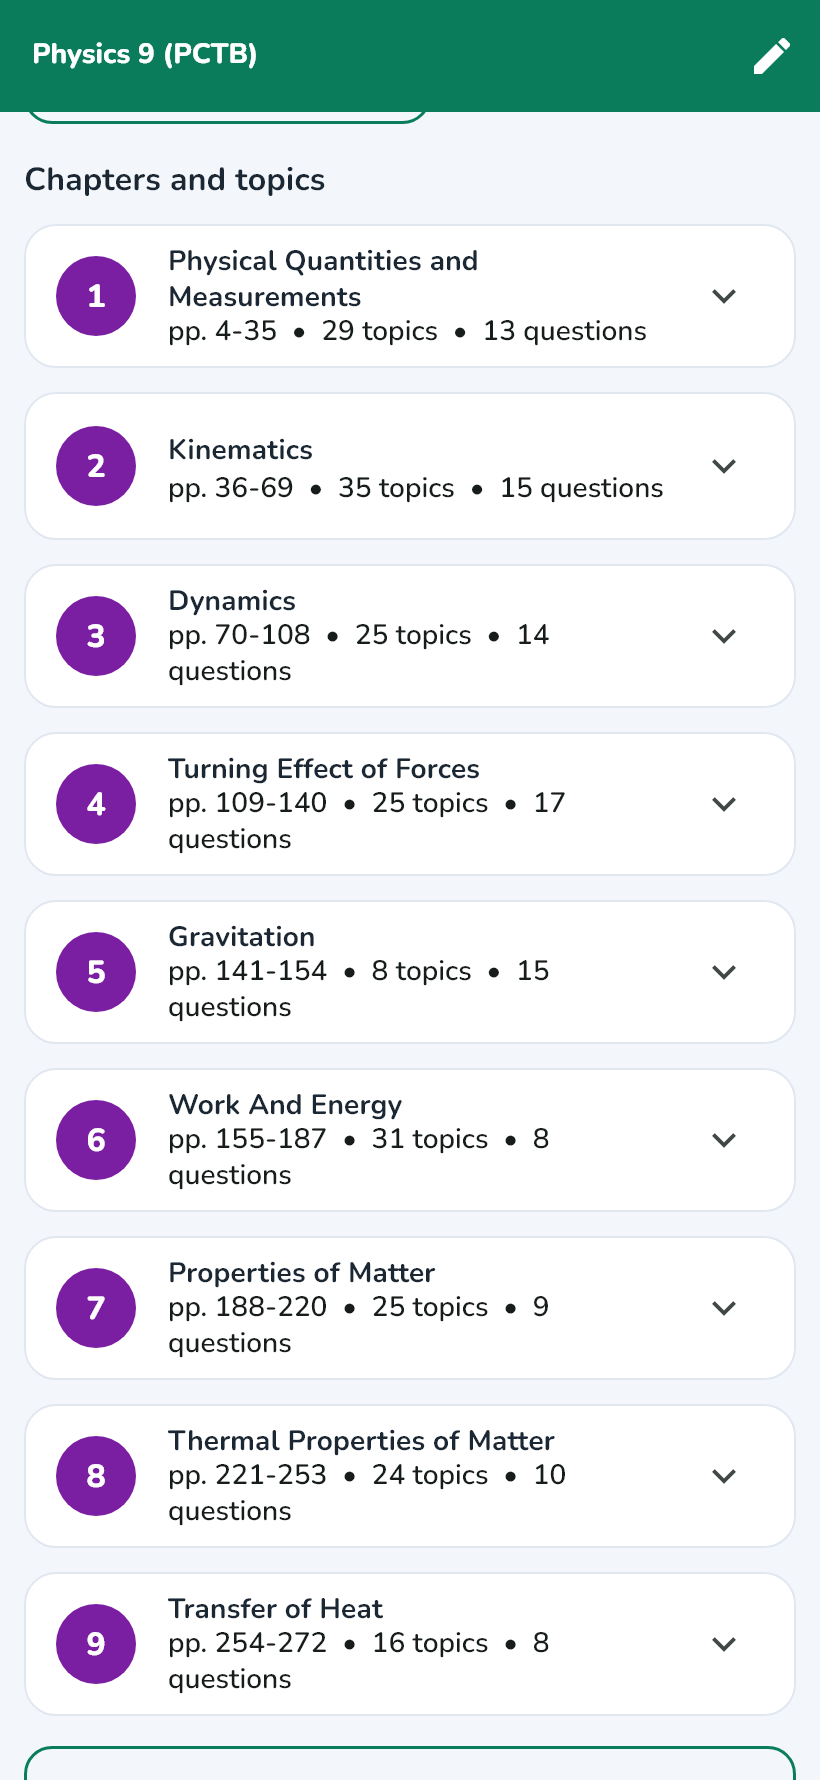 Physics 9 (PCTB)
Chapters and topics
1
Physical Quantities and
Measurements
pp. 4-35 • 29 topics • 13 questions
2
Kinematics
pp. 36-69 • 35 topics • 15 questions
3
Dynamics
pp. 70-108 • 25 topics • 14
questions
4
Turning Effect of Forces
pp. 109-140 • 25 topics • 17
questions
5
Gravitation
pp. 141-154 • 8 topics • 15
questions
6
Work And Energy
pp. 155-187 • 31 topics • 8
questions
7
Properties of Matter
pp. 188-220 • 25 topics • 9
questions
8
Thermal Properties of Matter
pp. 221-253 • 24 topics • 10
questions
9
Transfer of Heat
pp. 254-272 • 16 topics • 8
questions